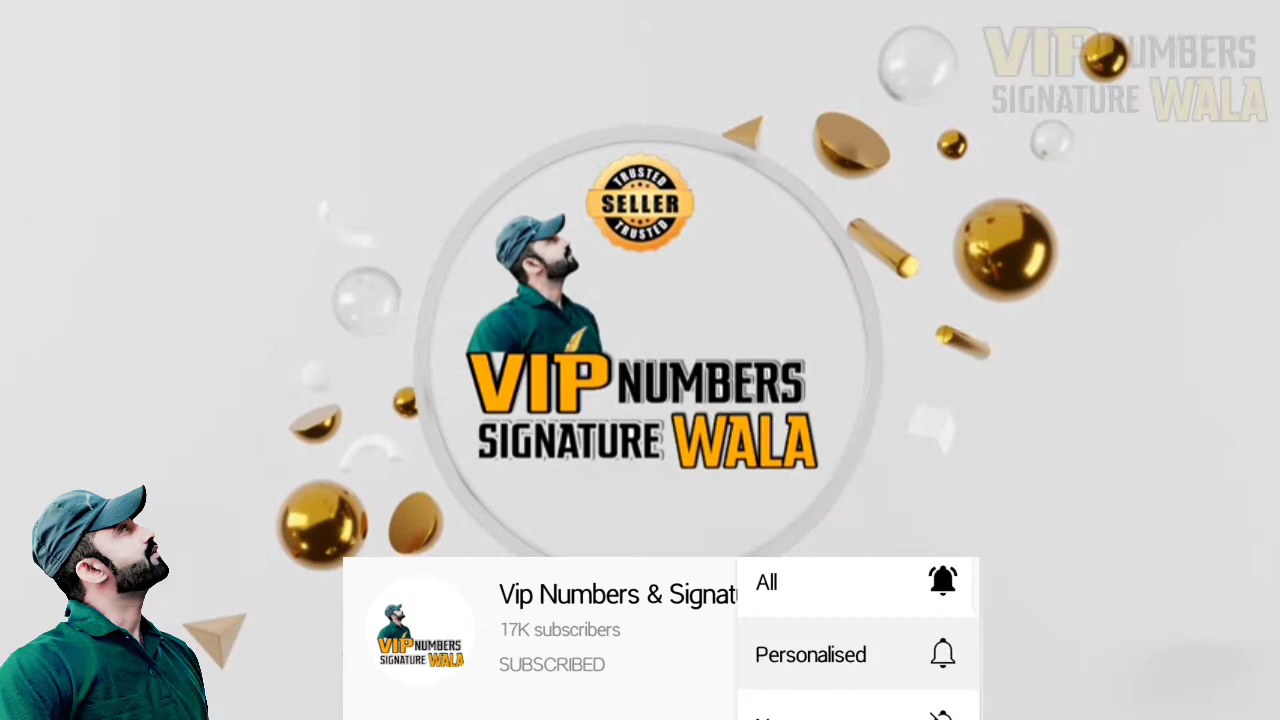 VIP NUMBERS
SIGNATURE WALA
TRUSTED
SELLER
TRUSTED
VIP NUMBERS
SIGNATURE WALA
VIP NUMBERS
SIGNATURE WALA
Vip Numbers & Signat
17K subscribers
SUBSCRIBED
All
Personalised